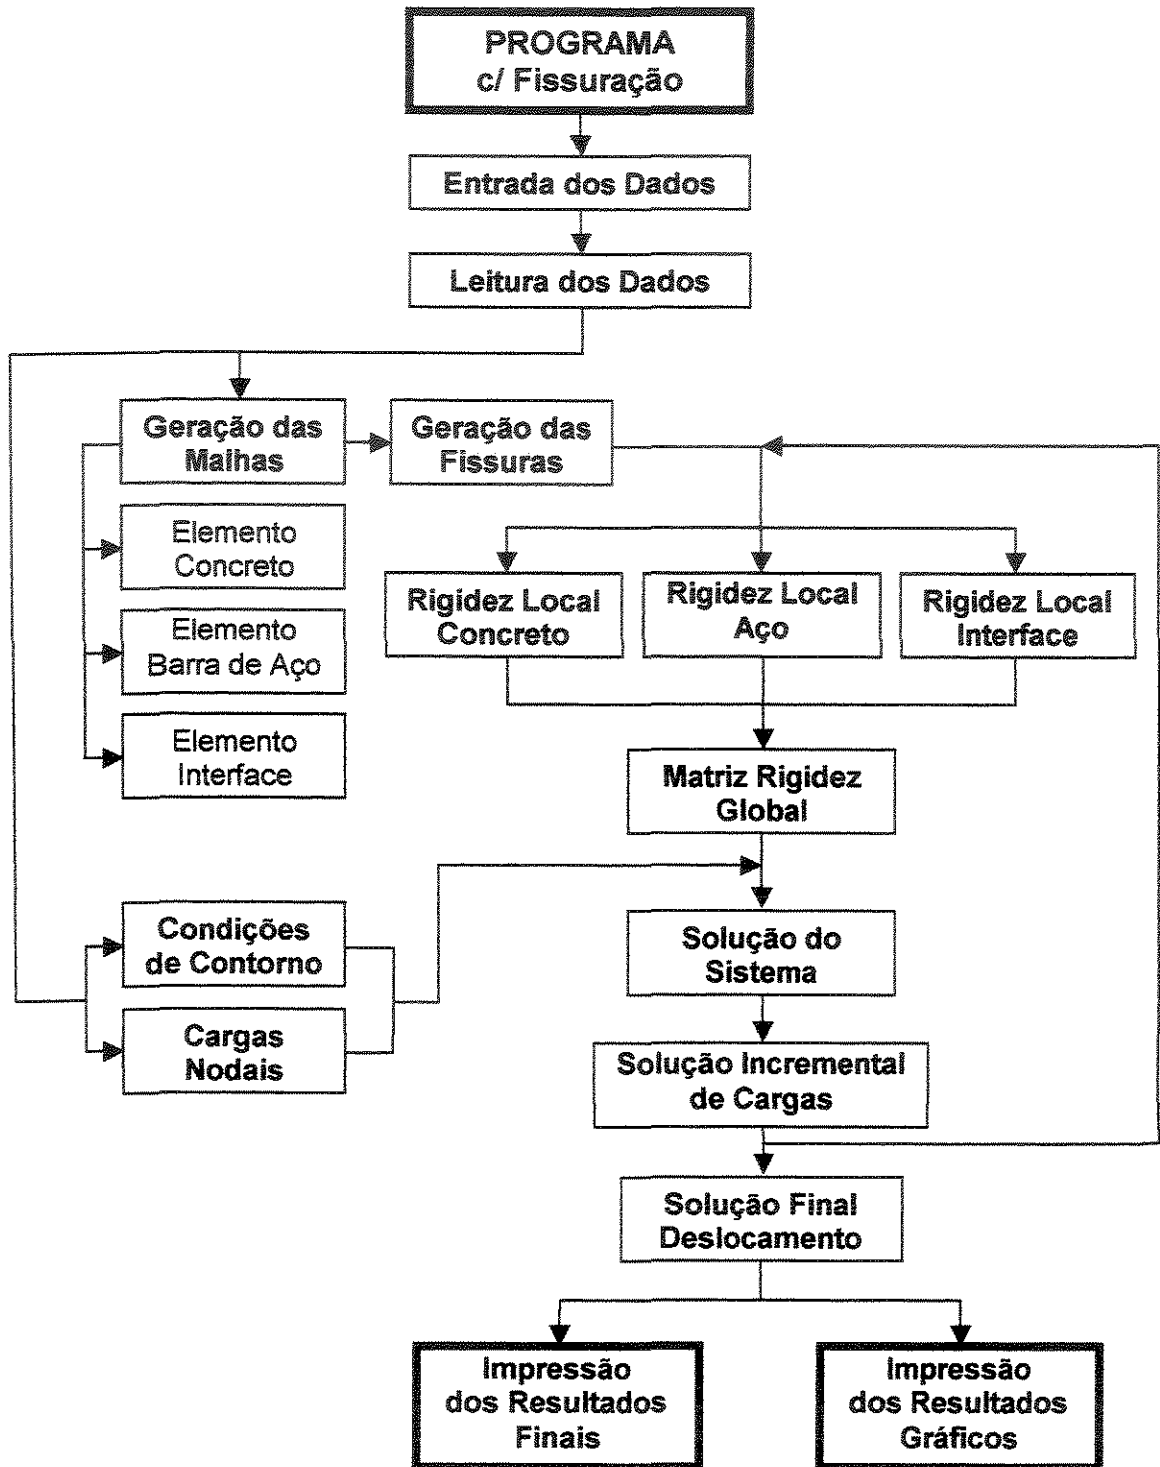 PROGRAMA
c/ Fissuração
Entrada dos Dados
Leitura dos Dados
Geração das
Malhas
Geração das
Fissuras
Elemento
Concreto
Elemento
Barra de Aço
Elemento
Interface
Rigidez Local
Concreto
Rigidez Local
Aço
Rigidez Local
Interface
Matriz Rigidez
Global
Condições
de Contorno
Cargas
Nodais
Solução do
Sistema
Solução Incremental
de Cargas
Solução Final
Deslocamento
Impressão
dos Resultados
Finais
Impressão
dos Resultados
Gráficos